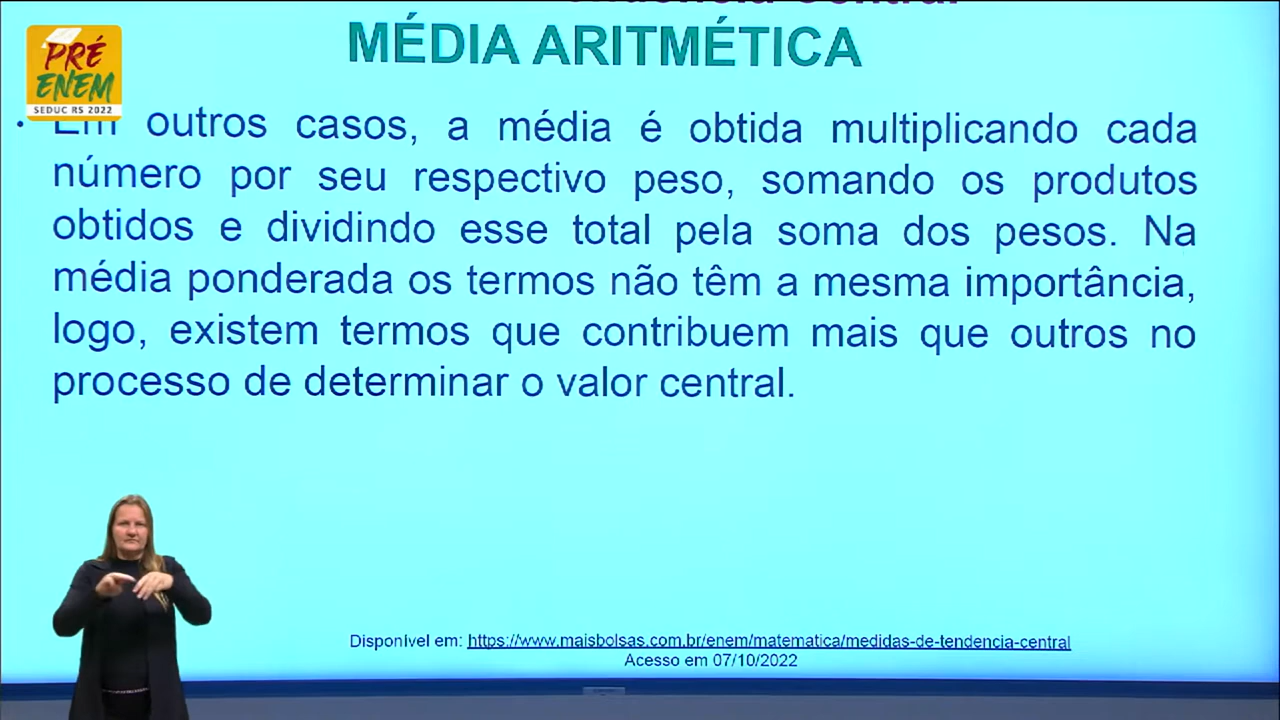 MÉDIA ARITMÉTICA
PRÉ
ENEM
SEDUC RS 2022
• Em outros casos, a média é obtida multiplicando cada
número por seu respectivo peso, somando os produtos
obtidos e dividindo esse total pela soma dos pesos. Na
média ponderada os termos não têm a mesma importância,
logo, existem termos que contribuem mais que outros no
processo de determinar o valor central.
Disponível em: https://www.maisbolsas.com.br/enem/matematica/medidas-de-tendencia-central
Acesso em 07/10/2022